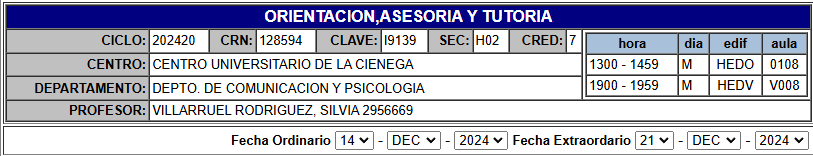 ORIENTACION,ASESORIA Y TUTORIA
CICLO: 202420 CRN: 128594 CLAVE: I9139 SEC: H02 CRED: 7
CENTRO: CENTRO UNIVERSITARIO DE LA CIENEGA
DEPARTAMENTO: DEPTO. DE COMUNICACION Y PSICOLOGIA
PROFESOR: VILLARRUEL RODRIGUEZ, SILVIA 2956669
hora dia edif aula
1300 - 1459 M HEDO 0108
1900 - 1959 M HEDV V008
Fecha Ordinario 14 - DEC - 2024 Fecha Extraordario 21 - DEC - 2024